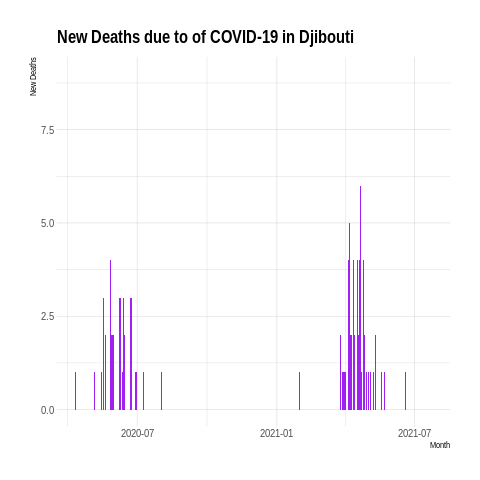 New Deaths due to of COVID-19 in Djibouti
New Deaths
7.5
5.0
2.5
0.0
2020-07
2021-01
2021-07
Month